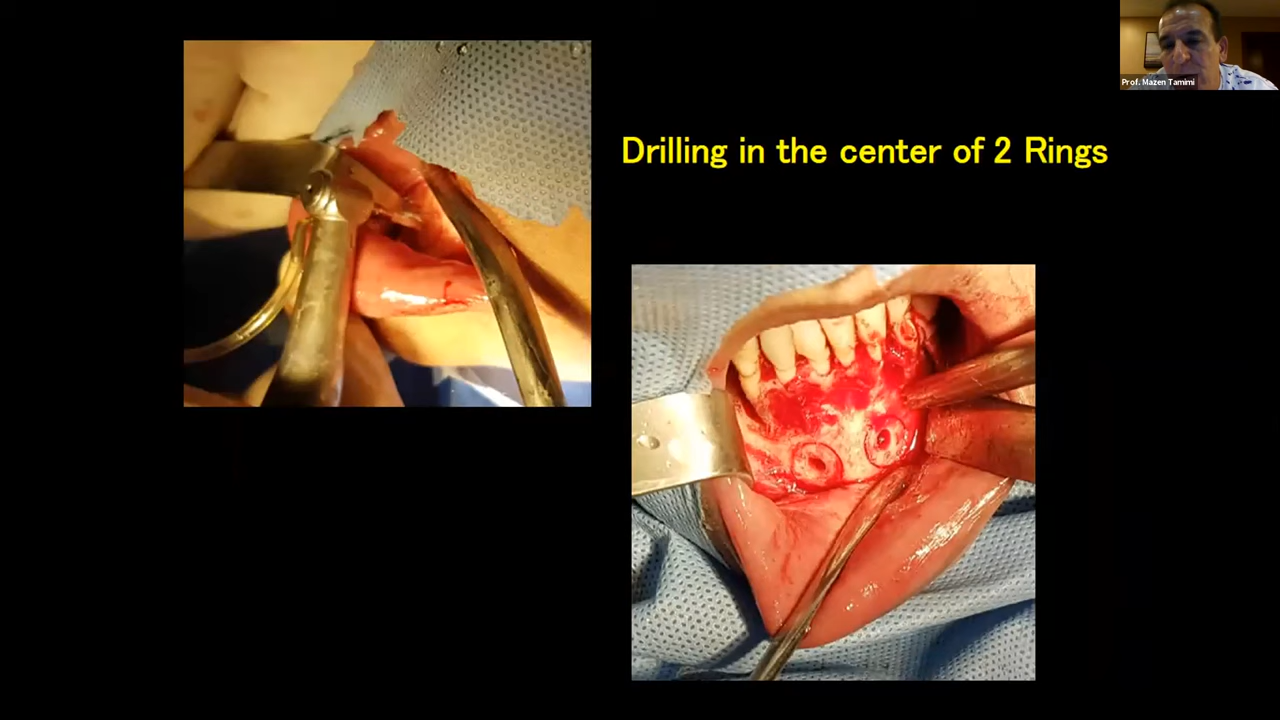 Prof. Mazen Tamimi
Drilling in the center of 2 Rings